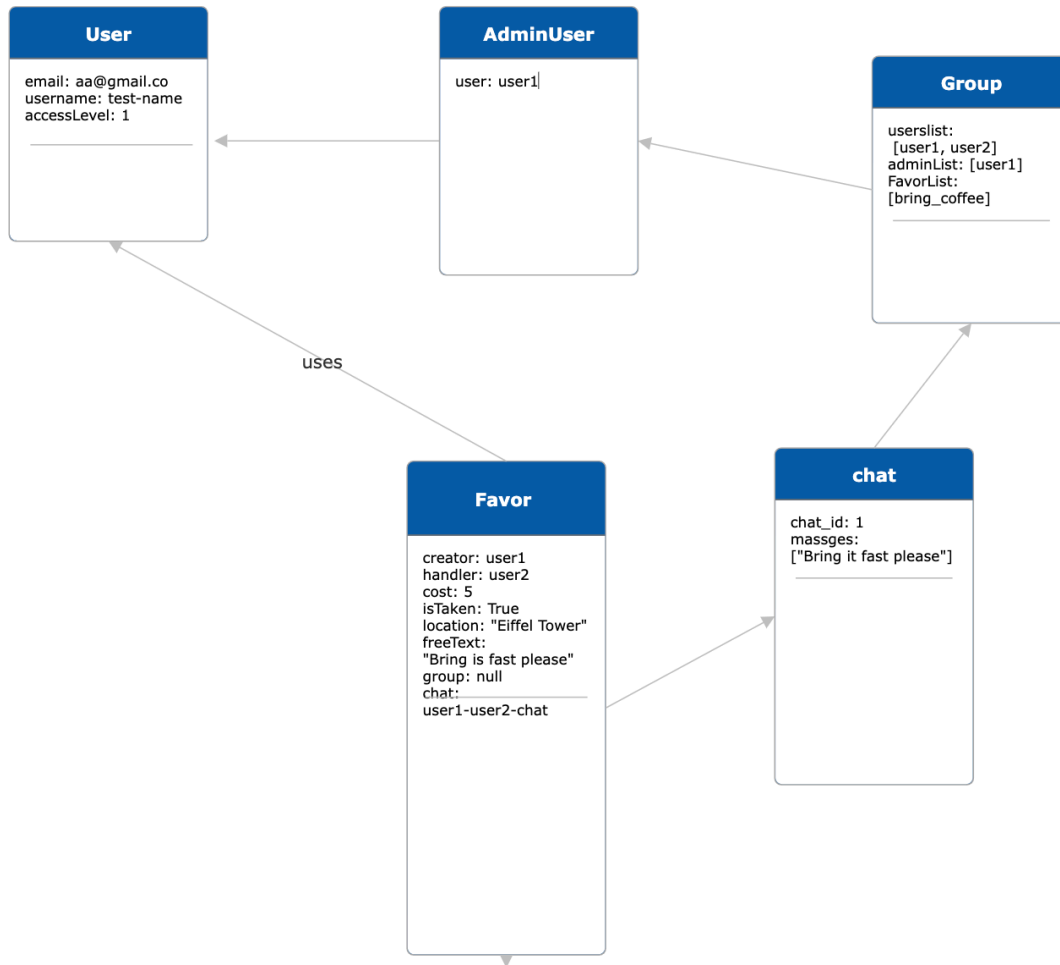 User
email: aa@gmail.co
username: test-name
accessLevel: 1
AdminUser
user: user1
Group
userslist:
[user1, user2]
adminList: [user1]
FavorList:
[bring_coffee]
uses
Favor
creator: user1
handler: user2
cost: 5
isTaken: True
location: "Eiffel Tower"
freeText:
"Bring is fast please"
group: null
chat:
user1-user2-chat
chat
chat_id: 1
massges:
["Bring it fast please"]